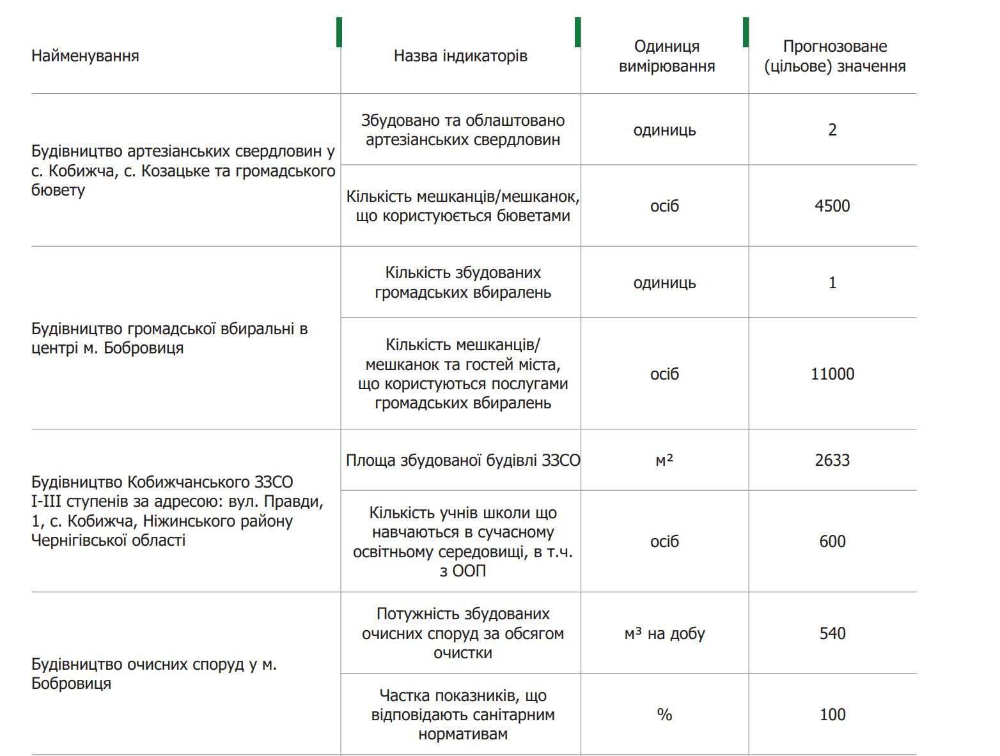 Найменування
Назва індикаторів
Одиниця
вимірювання
Прогнозоване
(цільове) значення
Будівництво артезіанських свердловин у
с. Кобижча, с. Козацьке та громадського
бювету
Збудовано та облаштовано
артезіанських свердловин
одиниць
2
Кількість мешканців/мешканок,
що користуюється бюветами
осіб
4500
Будівництво громадської вбиральні в
центрі м. Бобровиця
Кількість збудованих
громадських вбиралень
одиниць
1
Кількість мешканців/
мешканок та гостей міста,
що користуються послугами
громадських вбиралень
осіб
11000
Будівництво Кобижчанського ЗЗСО
І-ІІІ ступенів за адресою: вул. Правди,
1, с. Кобижча, Ніжинського району
Чернігівської області
Площа збудованої будівлі ЗЗСО
м²
2633
Кількість учнів школи що
навчаються в сучасному
освітньому середовищі, в т.ч.
з ООП
осіб
600
Будівництво очисних споруд у м.
Бобровиця
Потужність збудованих
очисних споруд за обсягом
очистки
м³ на добу
540
Частка показників, що
відповідають санітарним
нормативам
%
100